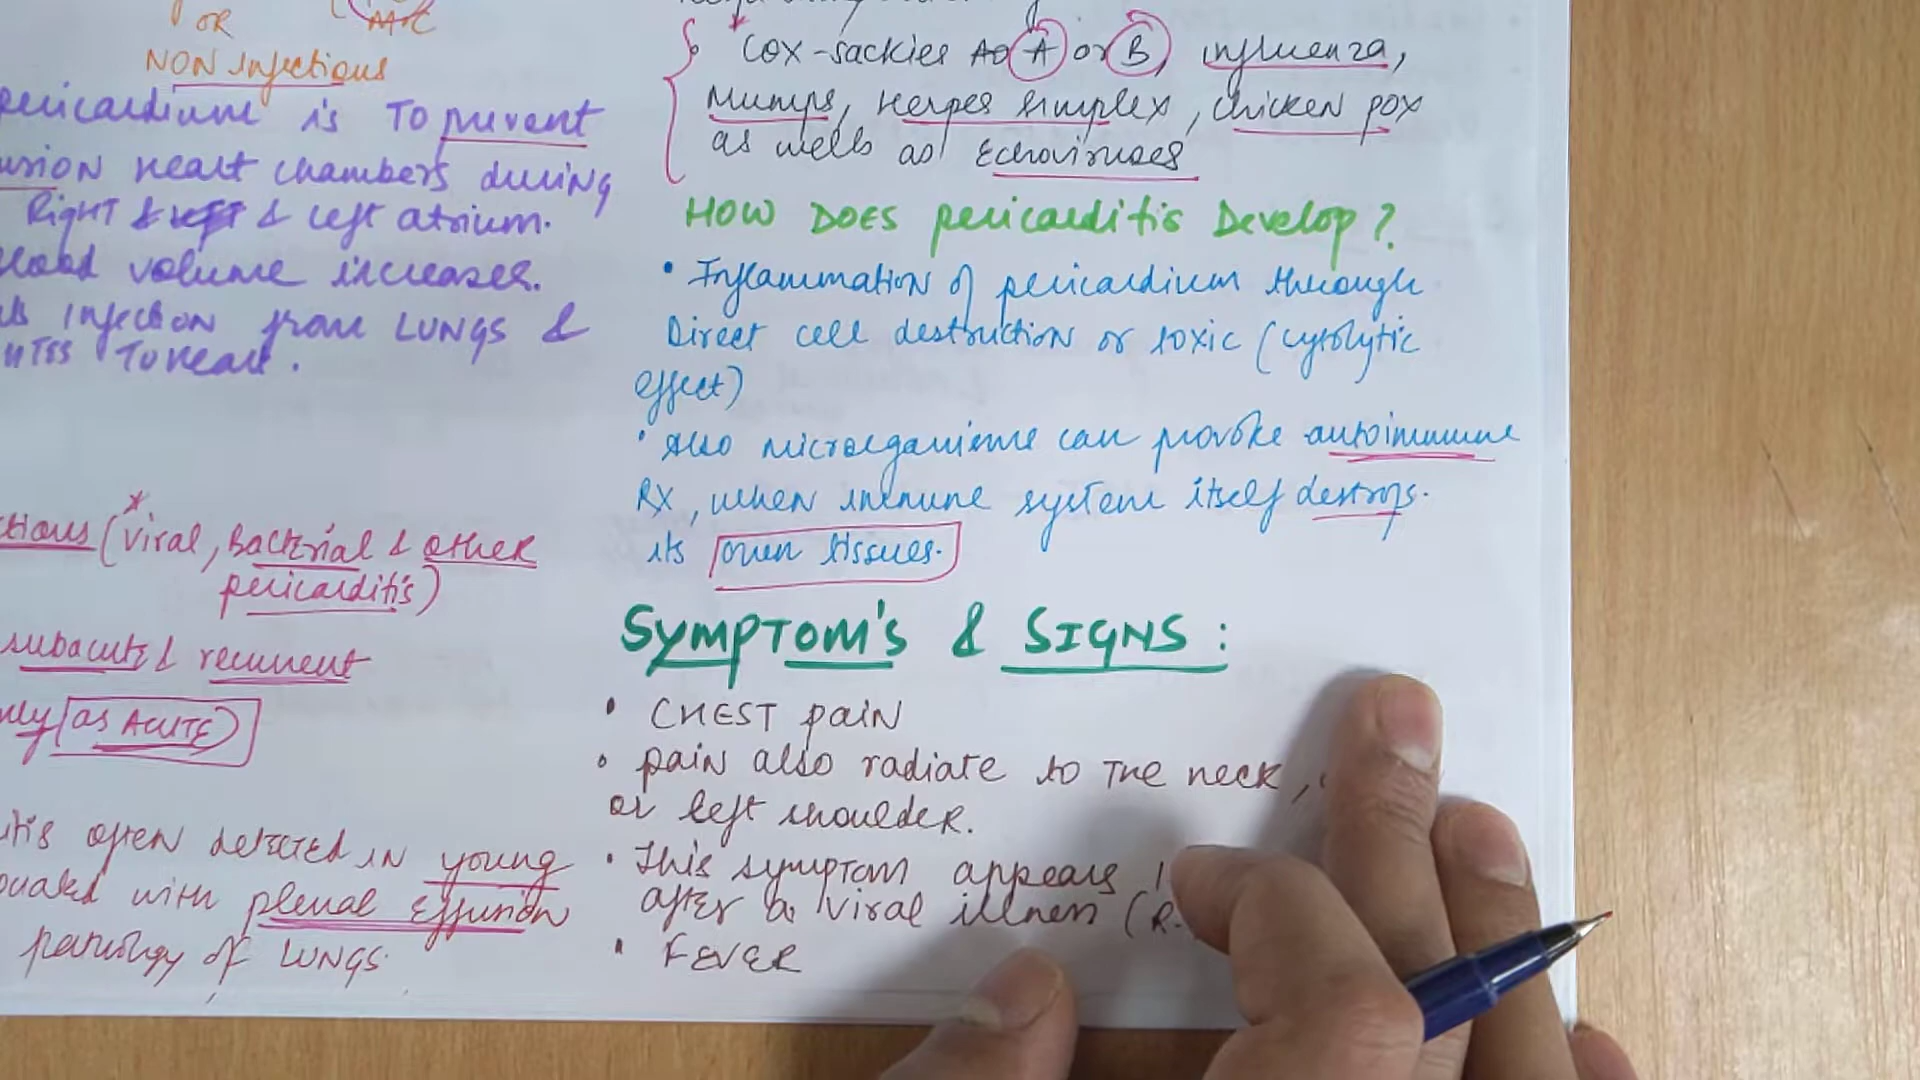 OR
NON Infectious
pericardium is To prevent
heart chambers during
Right & left & left atrium.
volume increases.
Infection from LUNGS &
To heart.
(viral, Bacterial & other
pericarditis)
subacute & recurrent
(as ACUTE)
often detected in young
with pleural effusion
pathology of LUNGS.
* Cox-sackies A or B, influenza,
Mumps, Herpes simplex, chicken pox
as wells as Echoviruses
HOW DOES pericarditis Develop?
• Inflammation of pericardium through
Direct cell destruction or toxic (cytolytic
effect)
• Also microorganisms can provoke autoimmune
RX, when immune system itself destroys.
its own tissues.
SYMPTOM'S & SIGNS:
• CHEST pain
• pain also radiate to The neck,
or left shoulder.
• This symptom appears
after a viral illness (R.
• FEVER